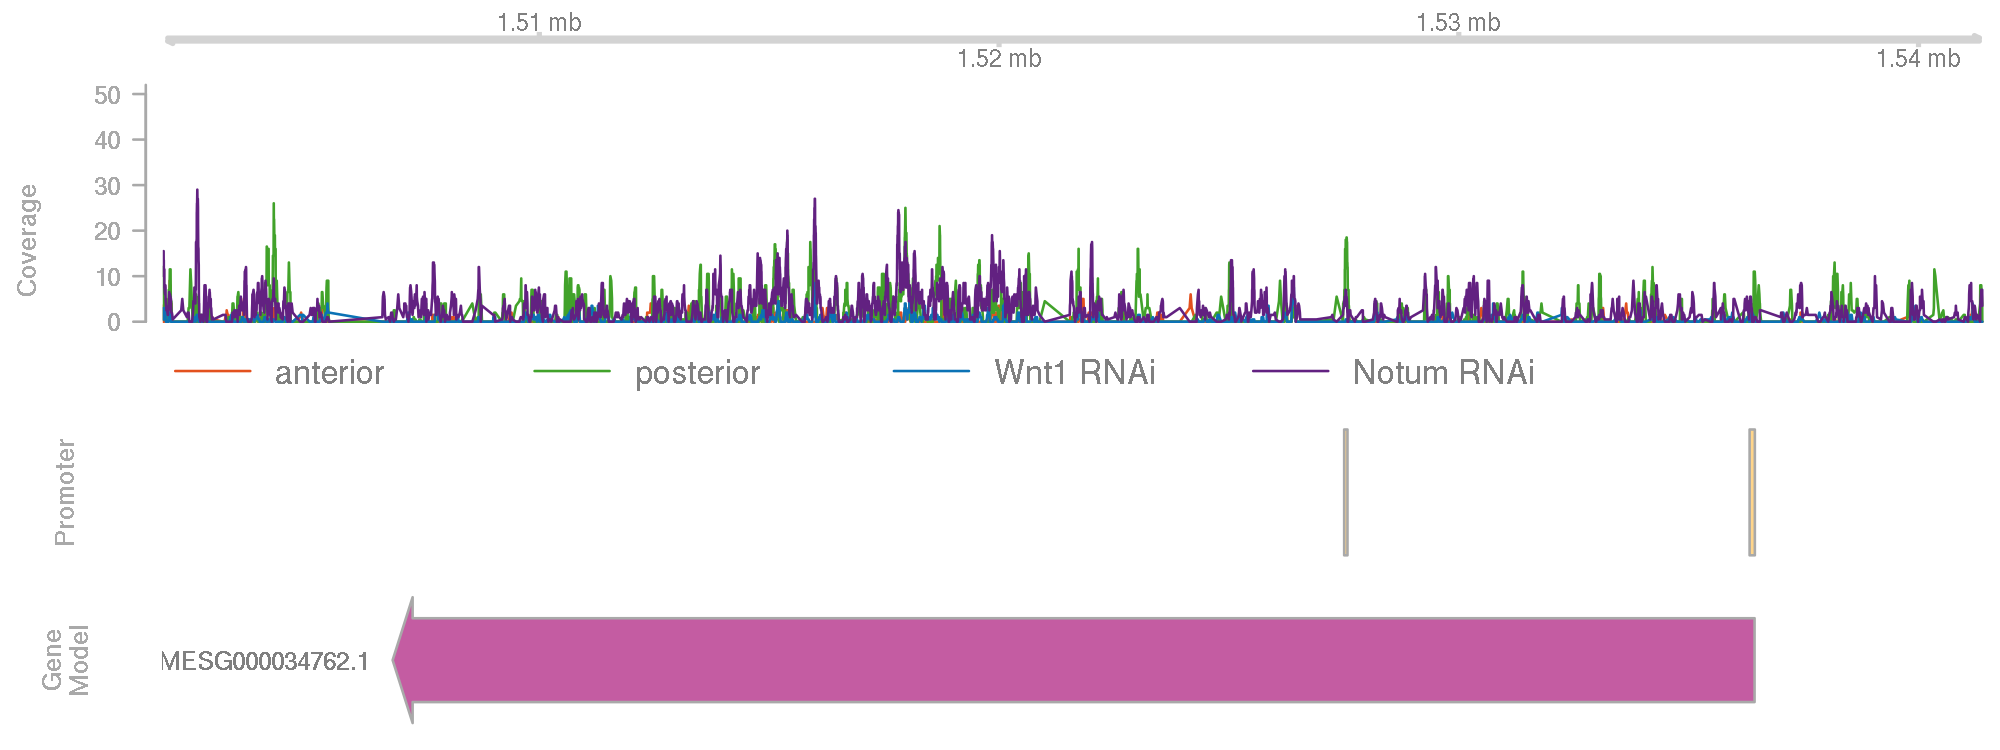 1.51 mb
1.53 mb
1.52 mb
1.54 mb
50
40
30
20
10
0
Coverage
anterior
posterior
Wnt1 RNAi
Notum RNAi
Promoter
Gene
Model
MESG000034762.1